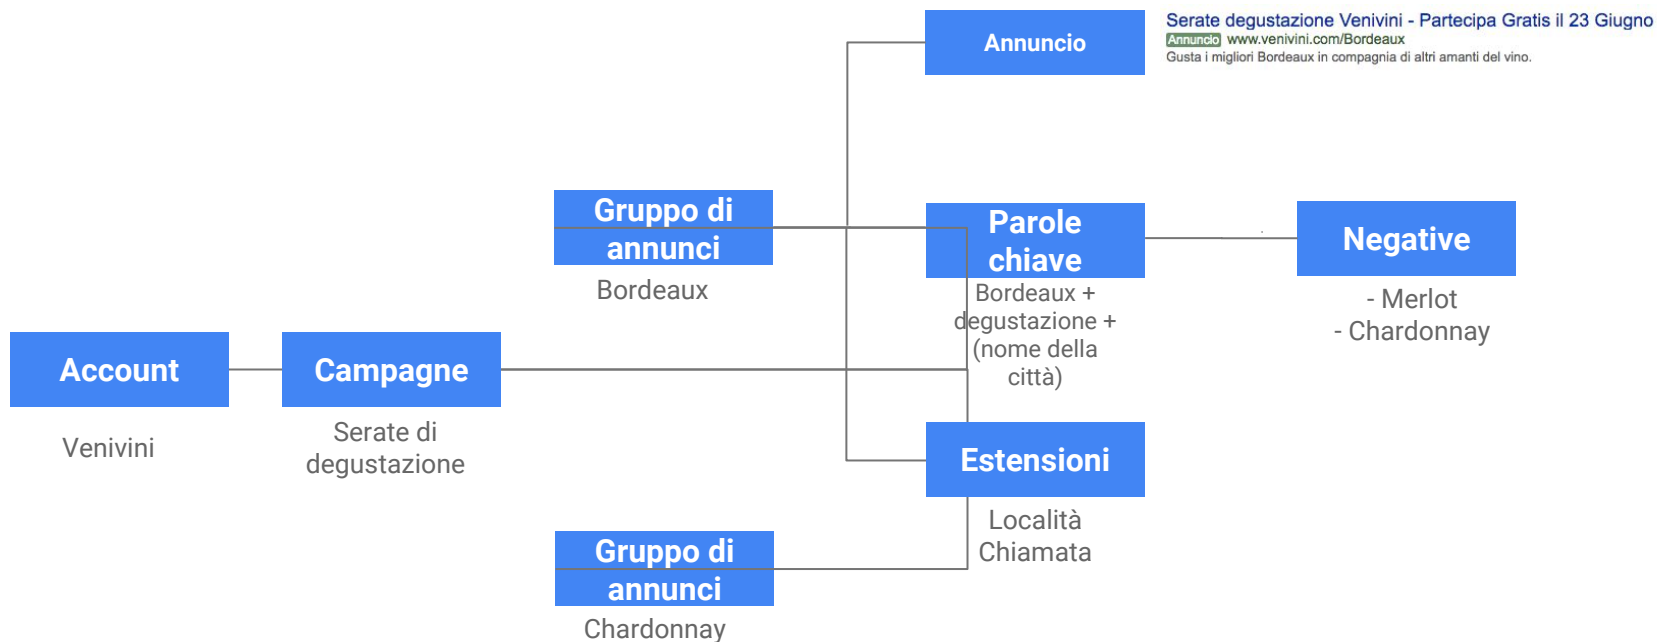 Annuncio
Serate degustazione Venivini - Partecipa Gratis il 23 Giugno
Annuncio www.venivini.com/Bordeaux
Gusta i migliori Bordeaux in compagnia di altri amanti del vino.
Gruppo di
annunci
Bordeaux
Parole
chiave
Bordeaux +
degustazione +
(nome della
città)
Negative
- Merlot
- Chardonnay
Account
Venivini
Campagne
Serate di
degustazione
Estensioni
Località
Chiamata
Gruppo di
annunci
Chardonnay